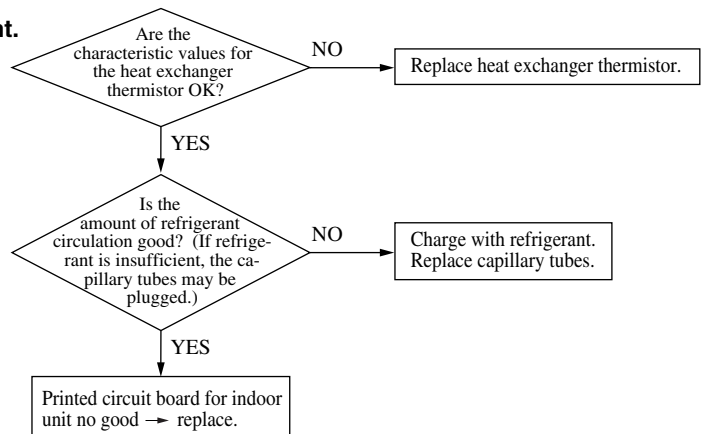 nt.
Are the
characteristic values for
the heat exchanger
thermistor OK?
NO
Replace heat exchanger thermistor.
YES
Is the
amount of refrigerant
circulation good? (If refrige-
rant is insufficient, the ca-
pillary tubes may be
plugged.)
NO
Charge with refrigerant.
Replace capillary tubes.
YES
Printed circuit board for indoor
unit no good → replace.